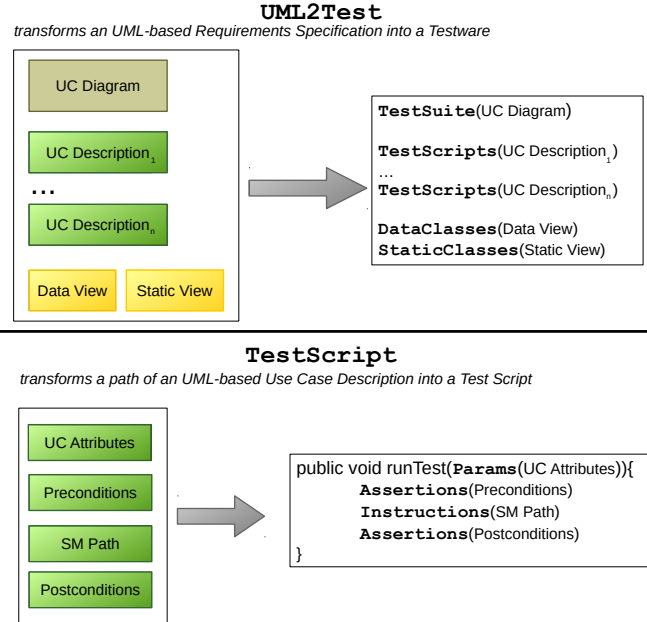 UML2Test
transforms an UML-based Requirements Specification into a Testware
UC Diagram
UC Description1
...
UC Descriptionn
Data View
Static View
TestSuite(UC Diagram)
TestScripts(UC Description1)
...
TestScripts(UC Descriptionn)
DataClasses(Data View)
StaticClasses(Static View)
TestScript
transforms a path of an UML-based Use Case Description into a Test Script
UC Attributes
Preconditions
SM Path
Postconditions
public void runTest(Params(UC Attributes)){
Assertions(Preconditions)
Instructions(SM Path)
Assertions(Postconditions)
}